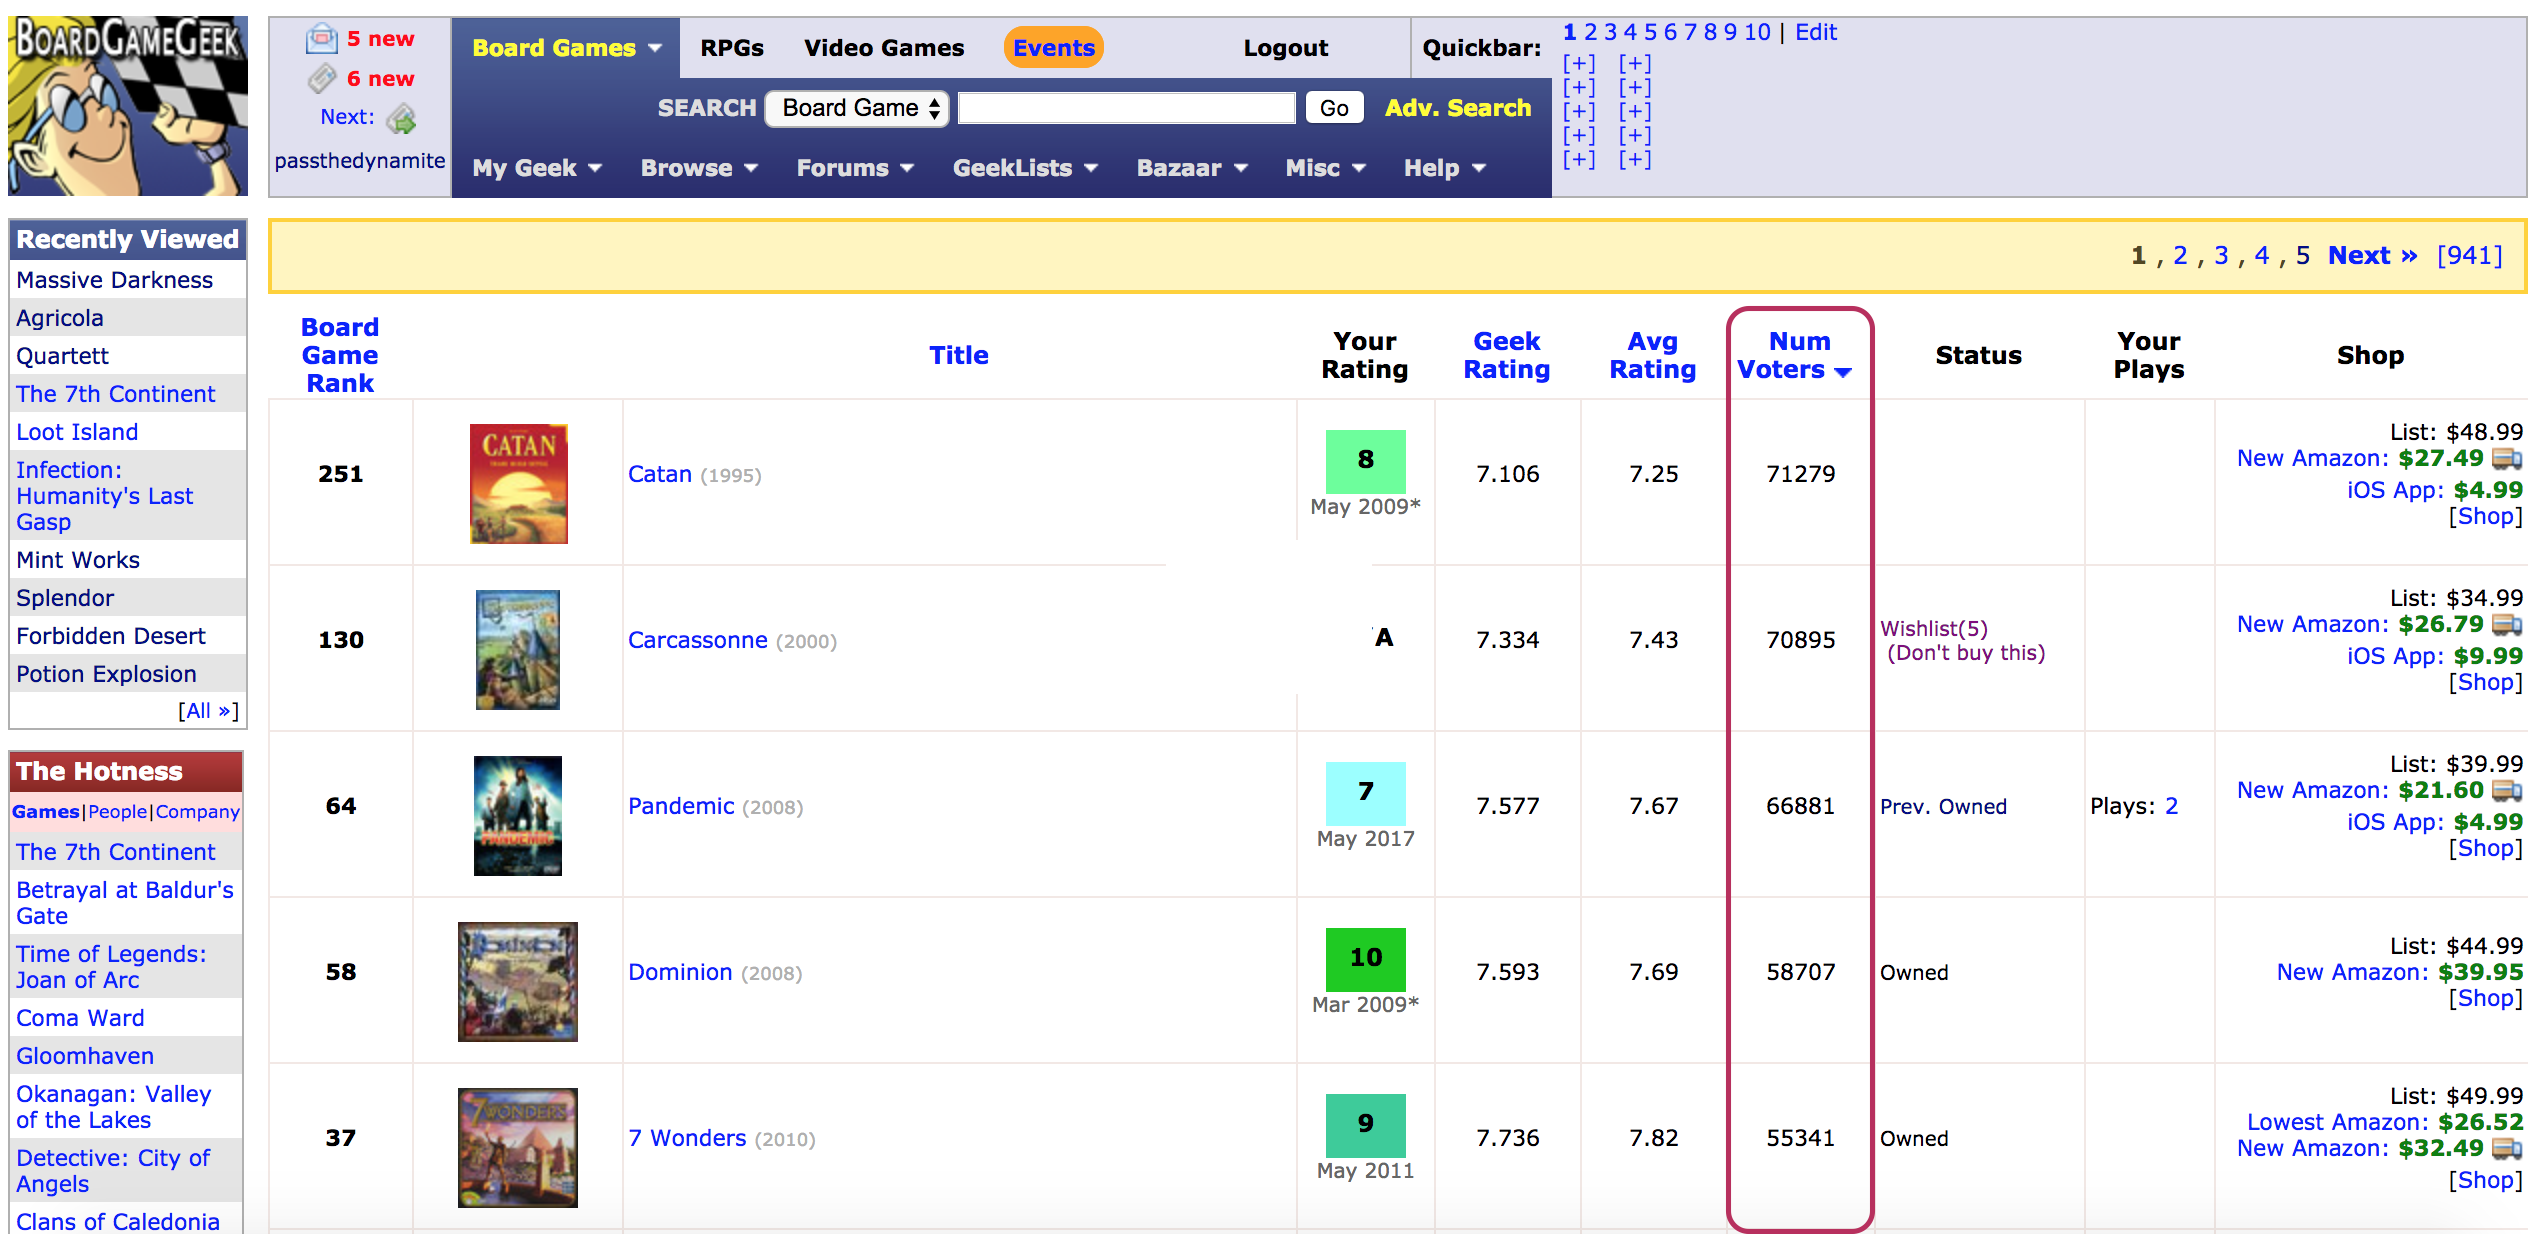 BOARDGAMEGEEK
5 new
6 new
Next:
passthedynamite
Board Games
RPGs
Video Games
Events
Logout
Quickbar:
1 2 3 4 5 6 7 8 9 10 | Edit
[+] [+]
[+] [+]
[+] [+]
[+] [+]
[+] [+]
SEARCH Board Game Go Adv. Search
My Geek Browse Forums GeekLists Bazaar Misc Help
Recently Viewed
Massive Darkness
Agricola
Quartett
The 7th Continent
Loot Island
Infection:
Humanity's Last
Gasp
Mint Works
Splendor
Forbidden Desert
Potion Explosion
[All »]
The Hotness
Games|People|Company
The 7th Continent
Betrayal at Baldur's
Gate
Time of Legends:
Joan of Arc
Coma Ward
Gloomhaven
Okanagan: Valley
of the Lakes
Detective: City of
Angels
Clans of Caledonia
1 , 2 , 3 , 4 , 5 Next » [941]
Board
Game
Rank
Title
Your
Rating
Geek
Rating
Avg
Rating
Num
Voters
Status
Your
Plays
Shop
251
CATAN
Catan (1995)
8
May 2009*
7.106
7.25
71279
List: $48.99
New Amazon: $27.49
iOS App: $4.99
[Shop]
130
Carcassonne (2000)
A
7.334
7.43
70895
Wishlist(5)
(Don't buy this)
List: $34.99
New Amazon: $26.79
iOS App: $9.99
[Shop]
64
PANDEMIC
Pandemic (2008)
7
May 2017
7.577
7.67
66881
Prev. Owned
Plays: 2
List: $39.99
New Amazon: $21.60
iOS App: $4.99
[Shop]
58
DOMINION
Dominion (2008)
10
Mar 2009*
7.593
7.69
58707
Owned
List: $44.99
New Amazon: $39.95
[Shop]
37
7 WONDERS
7 Wonders (2010)
9
May 2011
7.736
7.82
55341
Owned
List: $49.99
Lowest Amazon: $26.52
New Amazon: $32.49
[Shop]